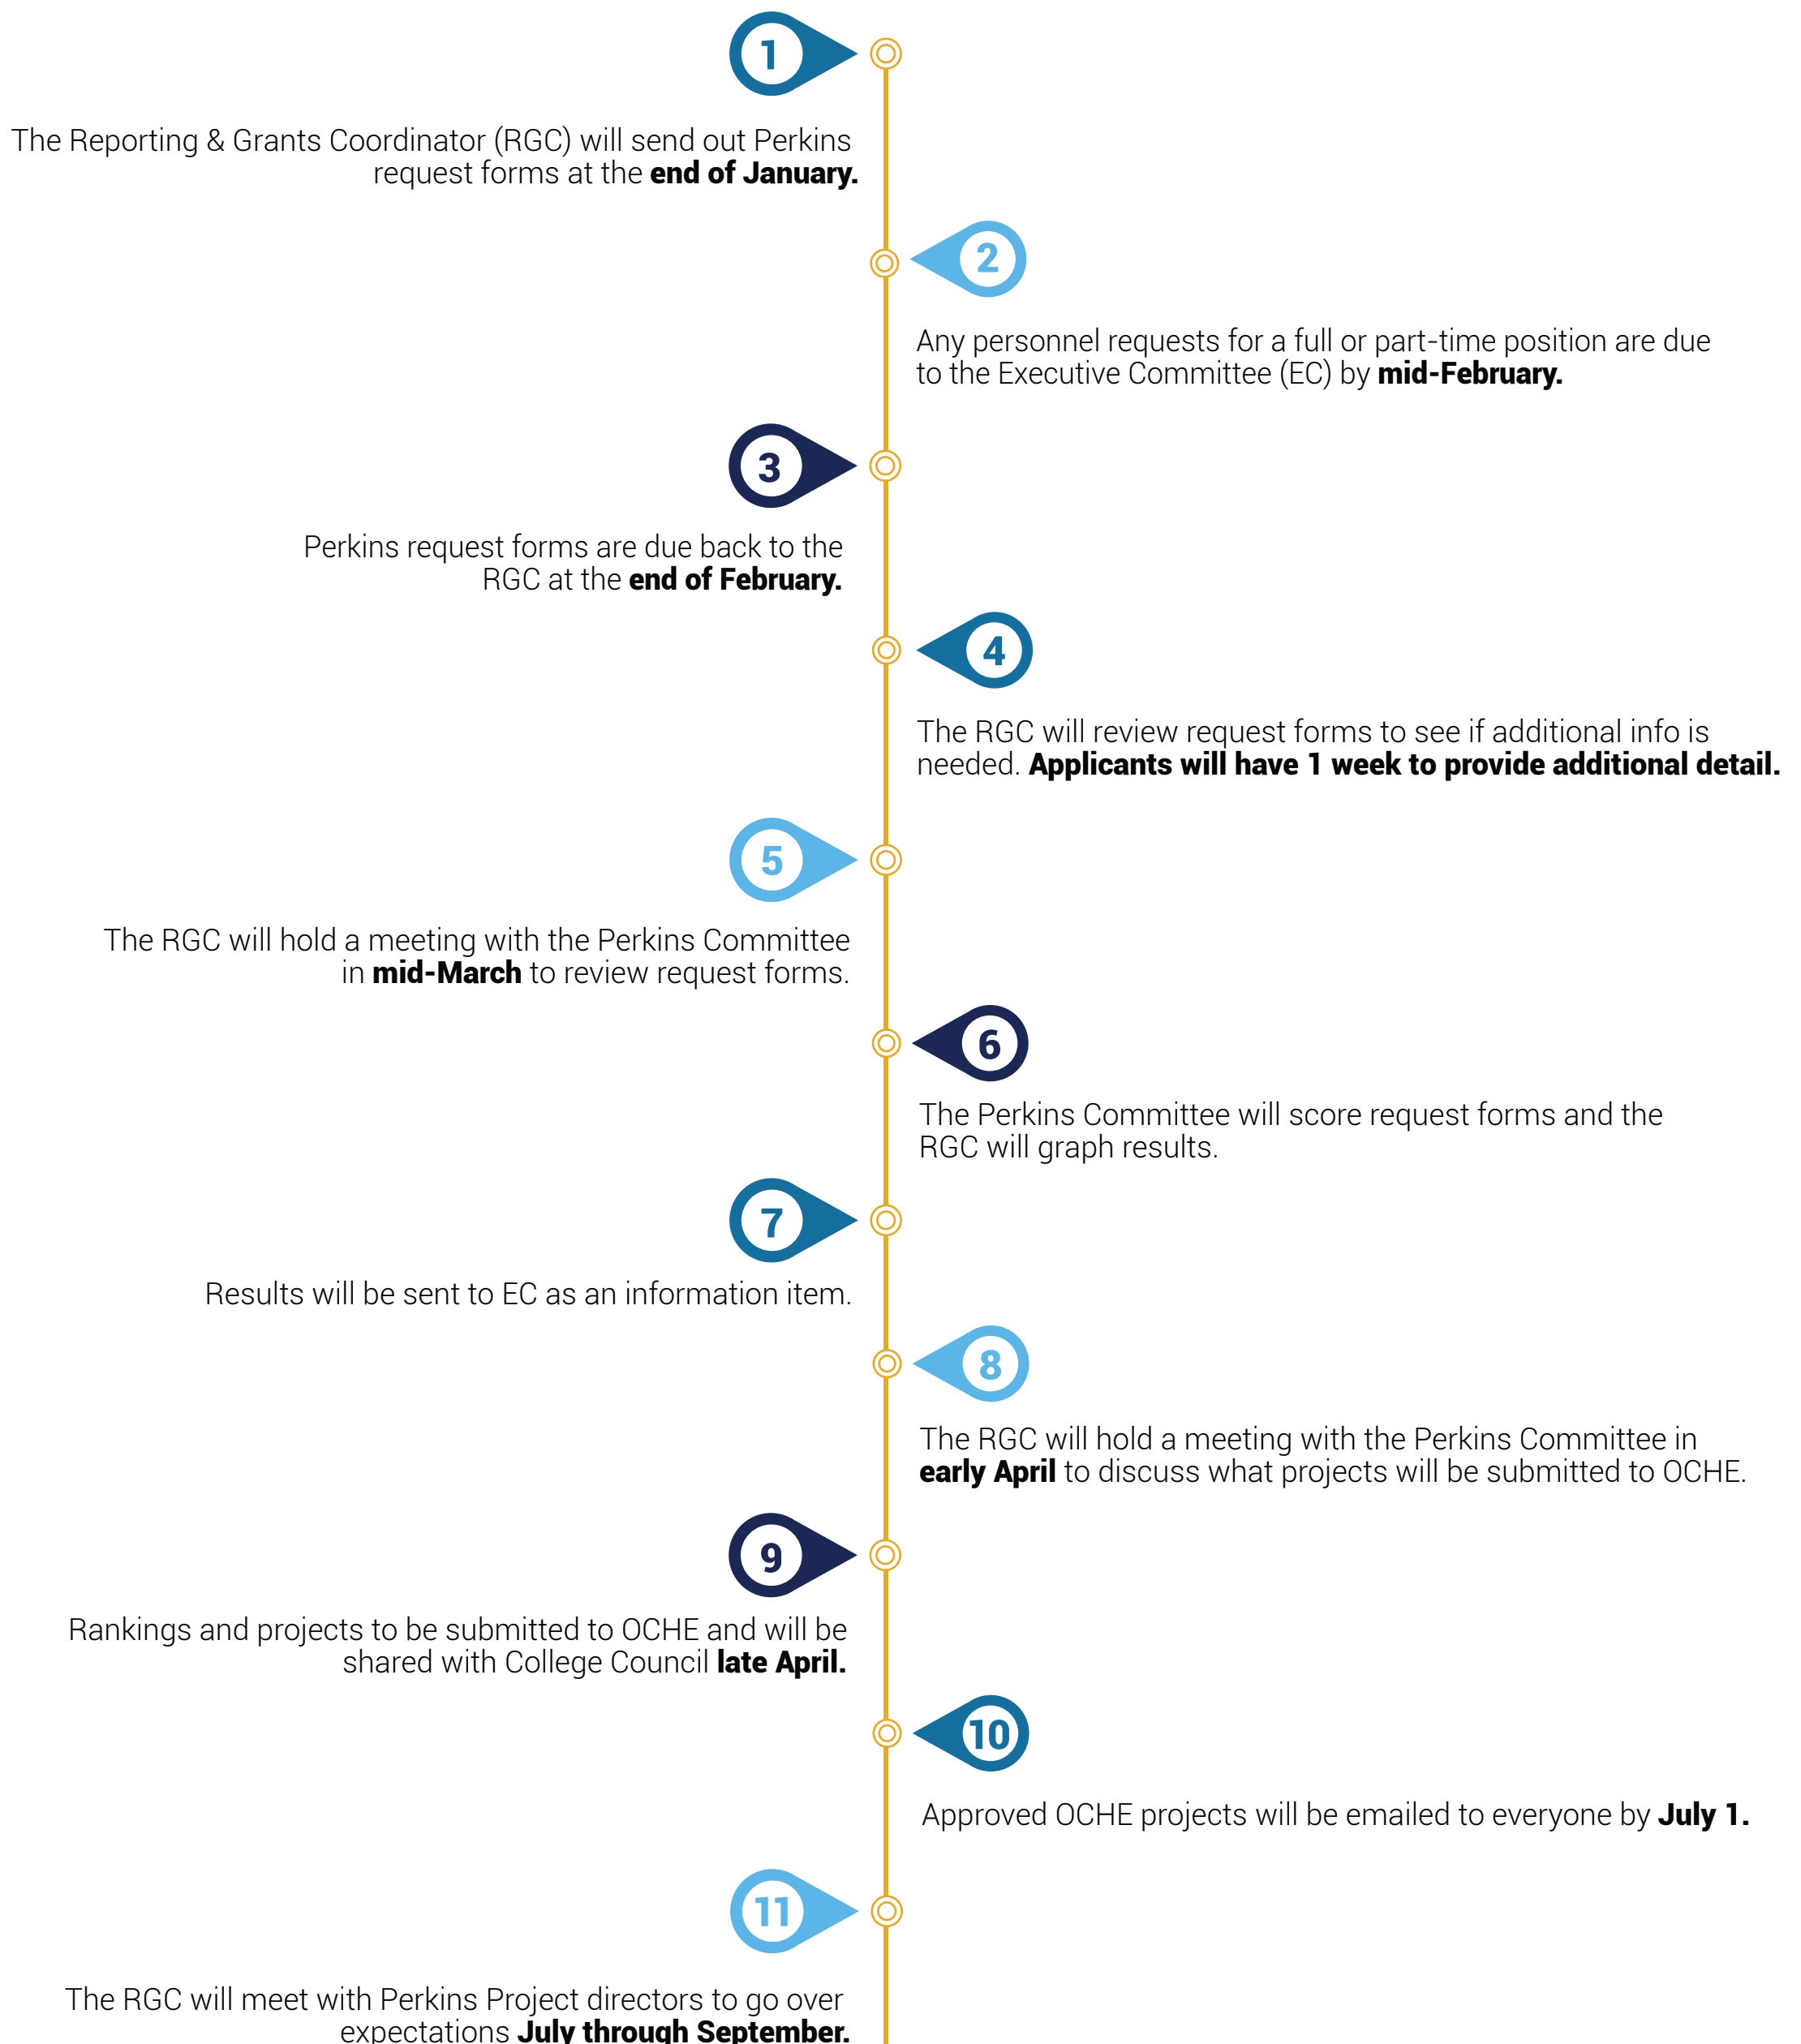 1
The Reporting & Grants Coordinator (RGC) will send out Perkins
request forms at the end of January.
2
Any personnel requests for a full or part-time position are due
to the Executive Committee (EC) by mid-February.
3
Perkins request forms are due back to the
RGC at the end of February.
4
The RGC will review request forms to see if additional info is
needed. Applicants will have 1 week to provide additional detail.
5
The RGC will hold a meeting with the Perkins Committee
in mid-March to review request forms.
6
The Perkins Committee will score request forms and the
RGC will graph results.
7
Results will be sent to EC as an information item.
8
The RGC will hold a meeting with the Perkins Committee in
early April to discuss what projects will be submitted to OCHE.
9
Rankings and projects to be submitted to OCHE and will be
shared with College Council late April.
10
Approved OCHE projects will be emailed to everyone by July 1.
11
The RGC will meet with Perkins Project directors to go over
expectations July through September.